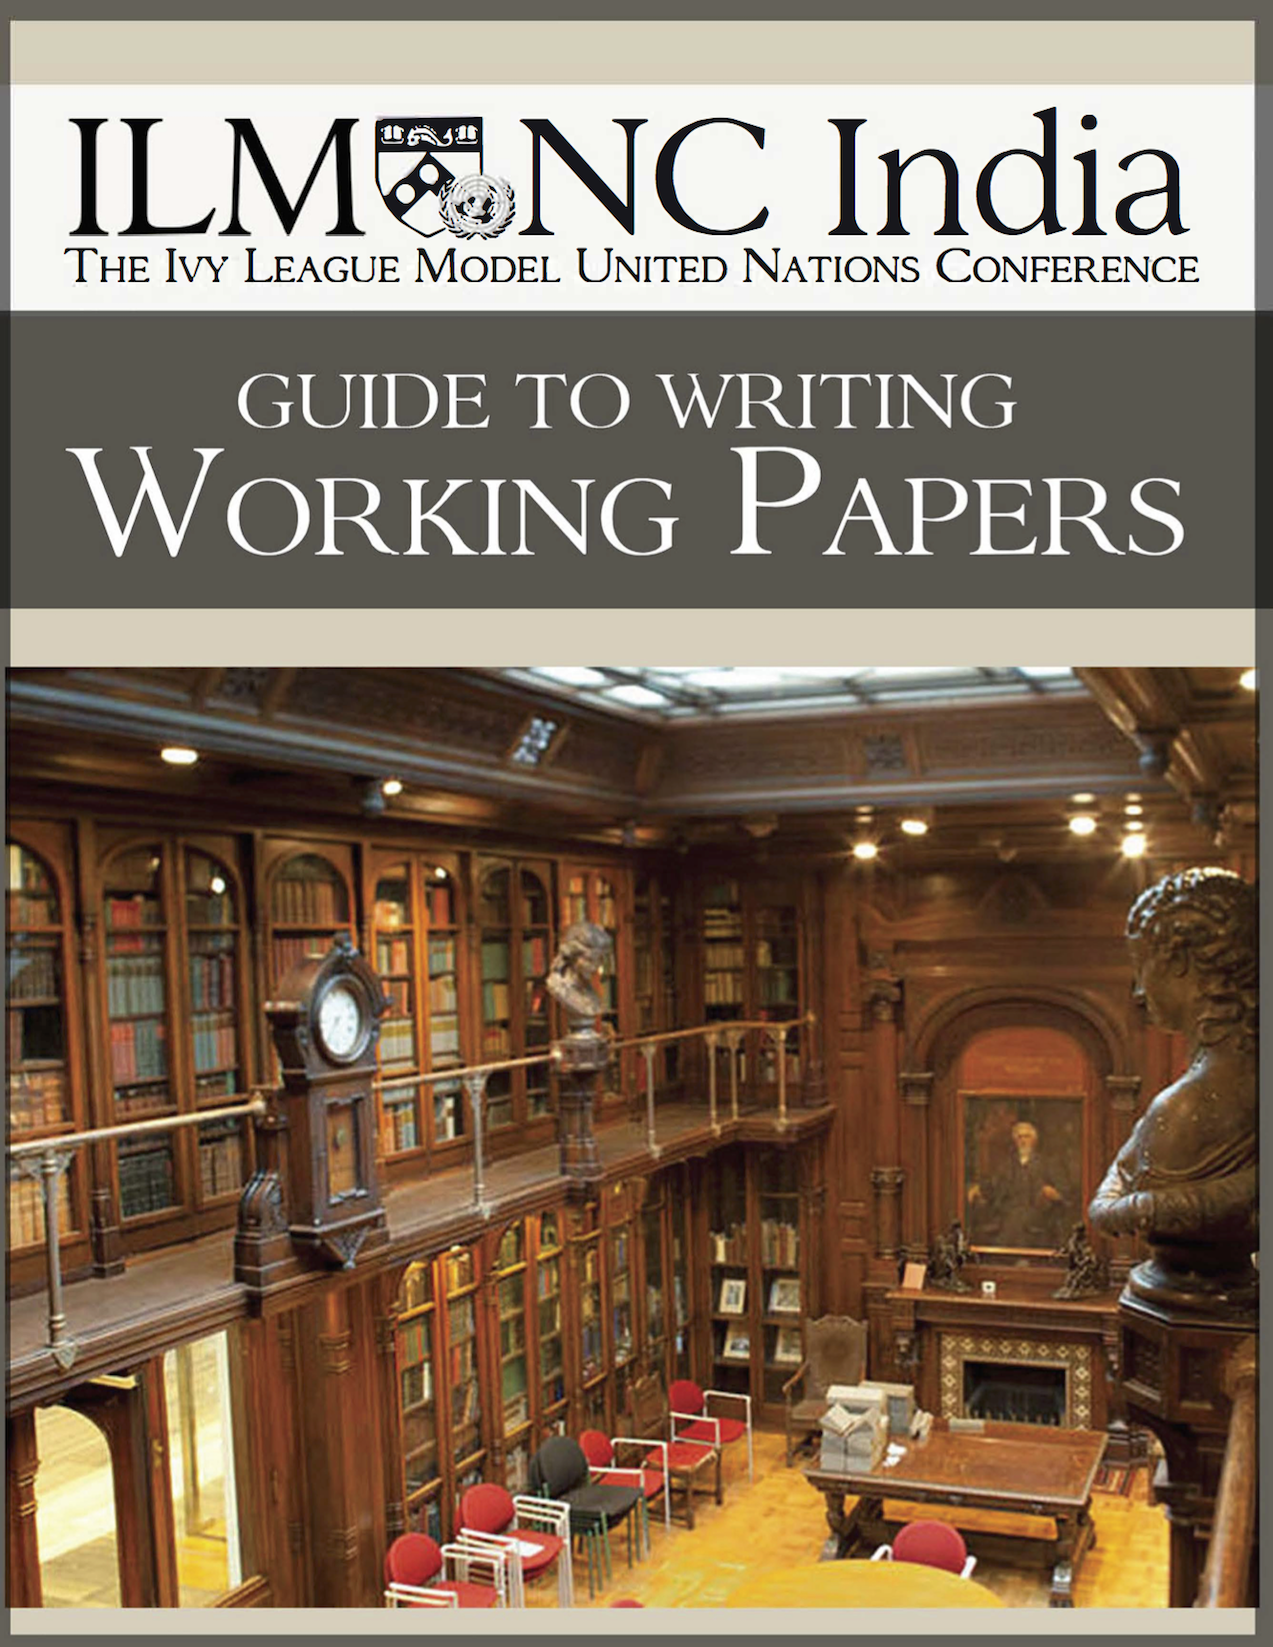 ILMUNC India
THE IVY LEAGUE MODEL UNITED NATIONS CONFERENCE
GUIDE TO WRITING
WORKING PAPERS